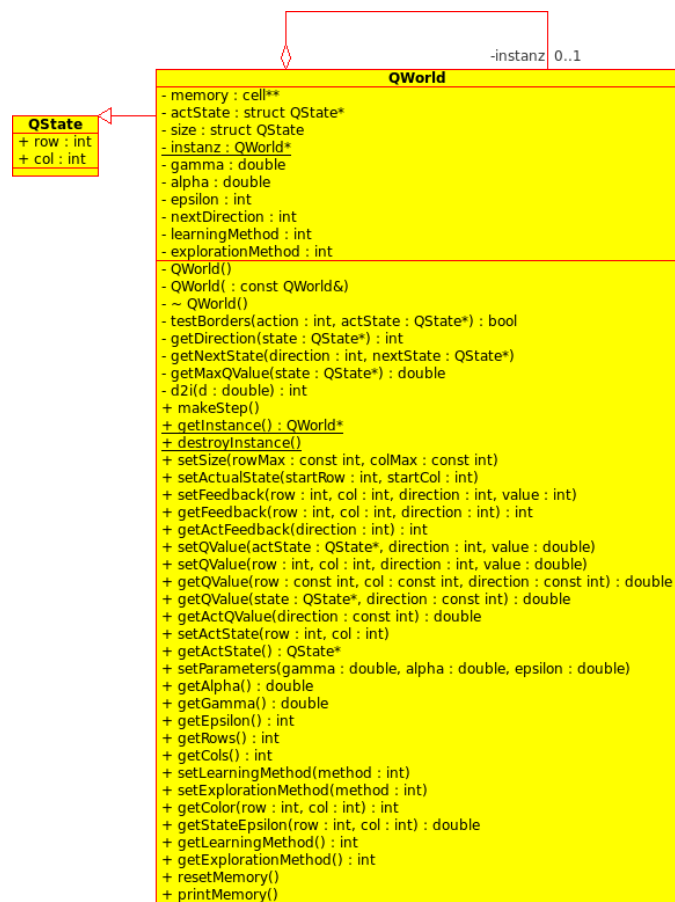 -instanz 0..1
QWorld
- memory : cell**
- actState : struct QState*
- size : struct QState
- instanz : QWorld*
- gamma : double
- alpha : double
- epsilon : int
- nextDirection : int
- learningMethod : int
- explorationMethod : int
QState
+ row : int
+ col : int
- QWorld()
- QWorld( : const QWorld&)
- ~ QWorld()
- testBorders(action : int, actState : QState*) : bool
- getDirection(state : QState*) : int
- getNextState(direction : int, nextState : QState*)
- getMaxQValue(state : QState*) : double
- d2i(d : double) : int
+ makeStep()
+ getInstance() : QWorld*
+ destroyInstance()
+ setSize(rowMax : const int, colMax : const int)
+ setActualState(startRow : int, startCol : int)
+ setFeedback(row : int, col : int, direction : int, value : int)
+ getFeedback(row : int, col : int, direction : int) : int
+ getActFeedback(direction : int) : int
+ setQValue(actState : QState*, direction : int, value : double)
+ setQValue(row : int, col : int, direction : int, value : double)
+ getQValue(row : const int, col : const int, direction : const int) : double
+ getQValue(state : QState*, direction : const int) : double
+ getActQValue(direction : const int) : double
+ setActState(row : int, col : int)
+ getActState() : QState*
+ setParameters(gamma : double, alpha : double, epsilon : double)
+ getAlpha() : double
+ getGamma() : double
+ getEpsilon() : int
+ getRows() : int
+ getCols() : int
+ setLearningMethod(method : int)
+ setExplorationMethod(method : int)
+ getColor(row : int, col : int) : int
+ getStateEpsilon(row : int, col : int) : double
+ getLearningMethod() : int
+ getExplorationMethod() : int
+ resetMemory()
+ printMemory()